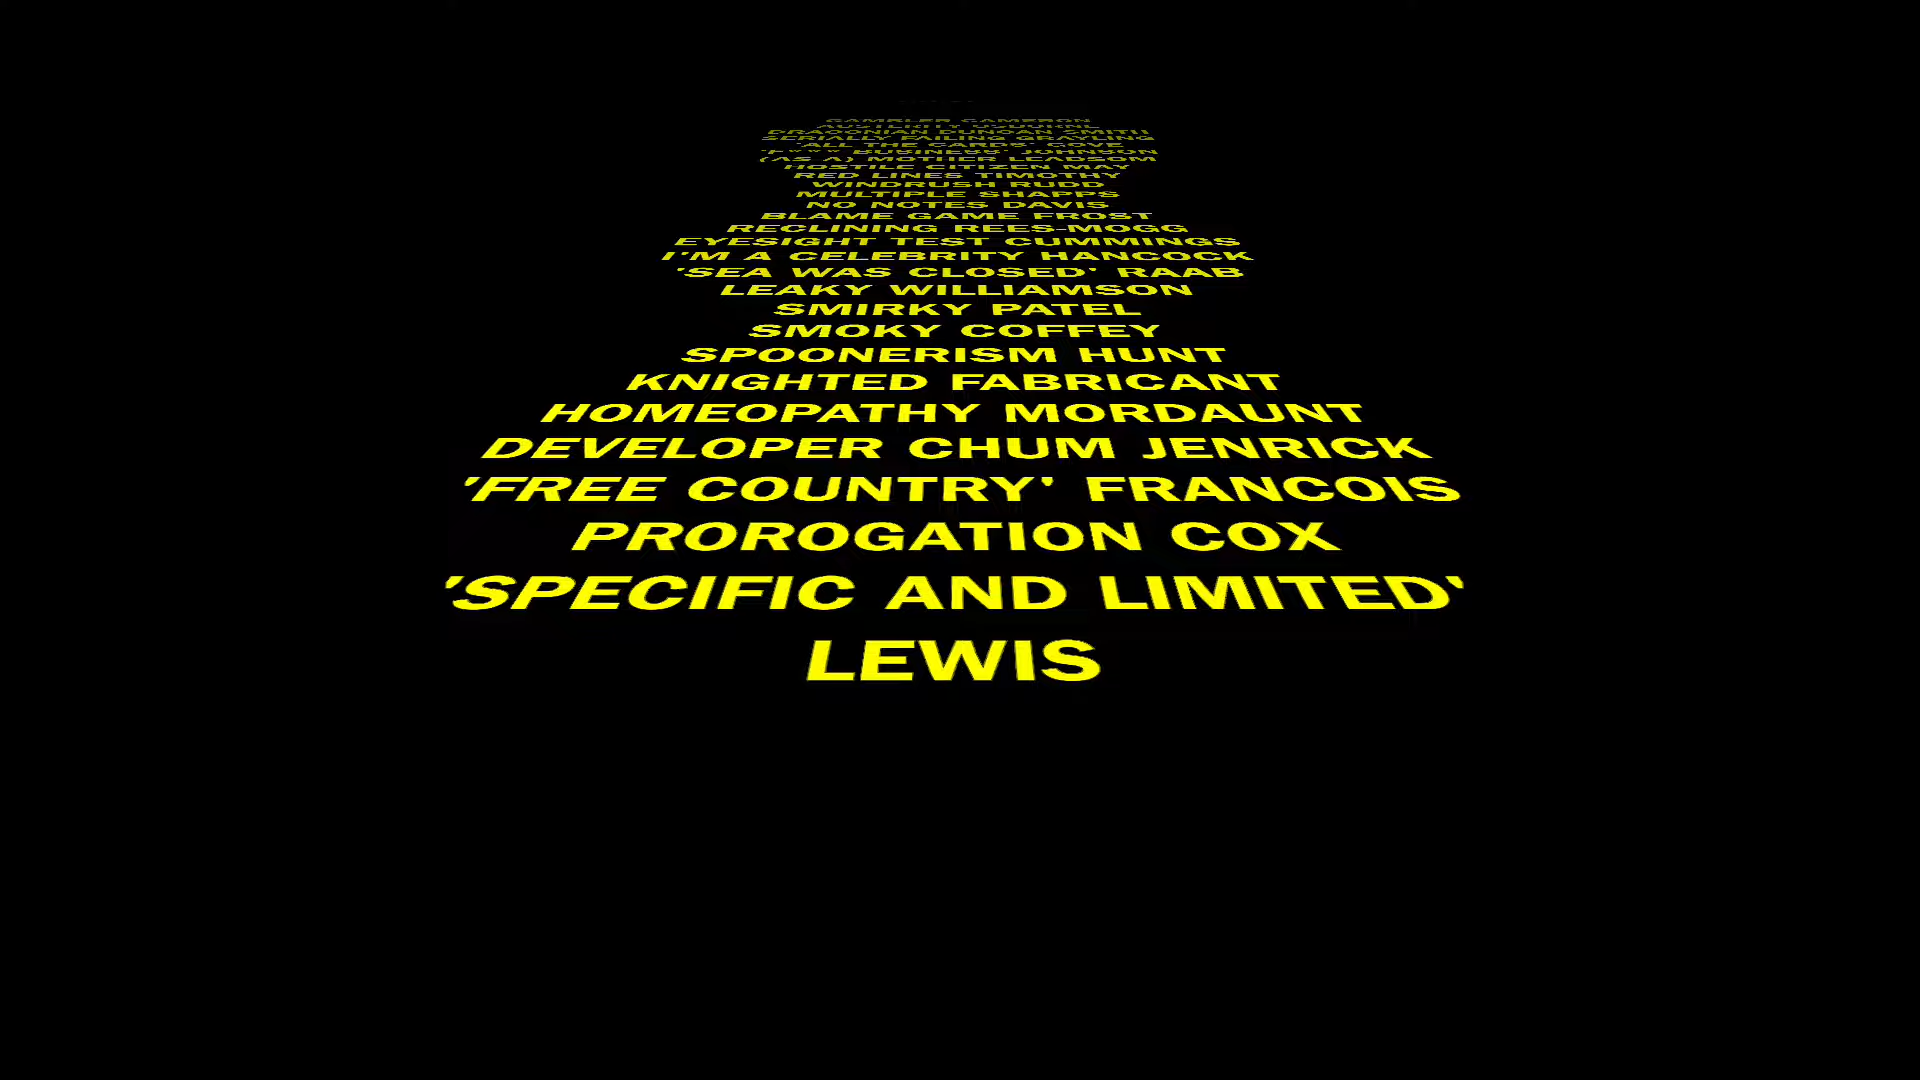 GAMBLER CAMERON
AUSTERITY OSBORNE
DRACONIAN DUNCAN SMITH
SERIALLY FAILING GRAYLING
'ALL THE CARDS' GOVE
'F*** BUSINESS' JOHNSON
(AS A) MOTHER LEADSOM
HOSTILE CITIZEN MAY
RED LINES TIMOTHY
WINDRUSH RUDD
MULTIPLE SHAPPS
NO NOTES DAVIS
BLAME GAME FROST
RECLINING REES-MOGG
EYESIGHT TEST CUMMINGS
I'M A CELEBRITY HANCOCK
'SEA WAS CLOSED' RAAB
LEAKY WILLIAMSON
SMIRKY PATEL
SMOKY COFFEY
SPOONERISM HUNT
KNIGHTED FABRICANT
HOMEOPATHY MORDAUNT
DEVELOPER CHUM JENRICK
'FREE COUNTRY' FRANCOIS
PROROGATION COX
'SPECIFIC AND LIMITED'
LEWIS